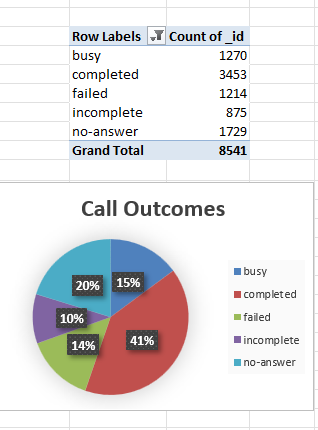 Row Labels Count of _id
busy 1270
completed 3453
failed 1214
incomplete 875
no-answer 1729
Grand Total 8541
Call Outcomes
20% 15%
10%
14% 41%
busy
completed
failed
incomplete
no-answer